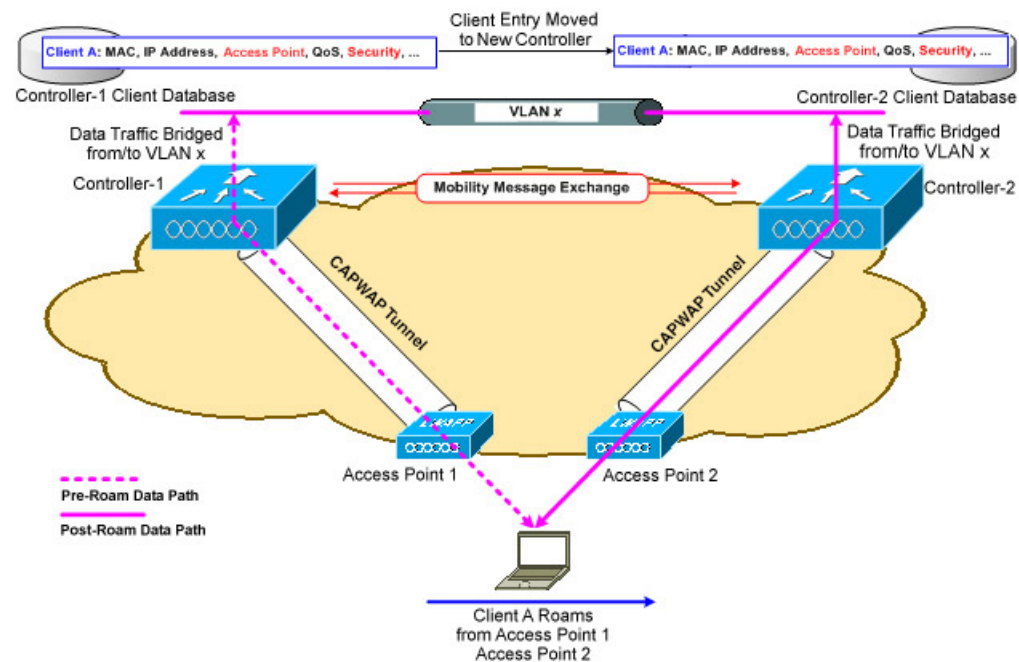 Client Entry Moved
to New Controller
Client A: MAC, IP Address, Access Point, QoS, Security, ...
Client A: MAC, IP Address, Access Point, QoS, Security, ...
Controller-1 Client Database
Controller-2 Client Database
VLAN x
Data Traffic Bridged
from/to VLAN x
Data Traffic Bridged
from/to VLAN x
Controller-1
Mobility Message Exchange
Controller-2
CAPWAP Tunnel
CAPWAP Tunnel
LWAPP
LWAPP
Access Point 1
Access Point 2
Pre-Roam Data Path
Post-Roam Data Path
Client A Roams
from Access Point 1
Access Point 2